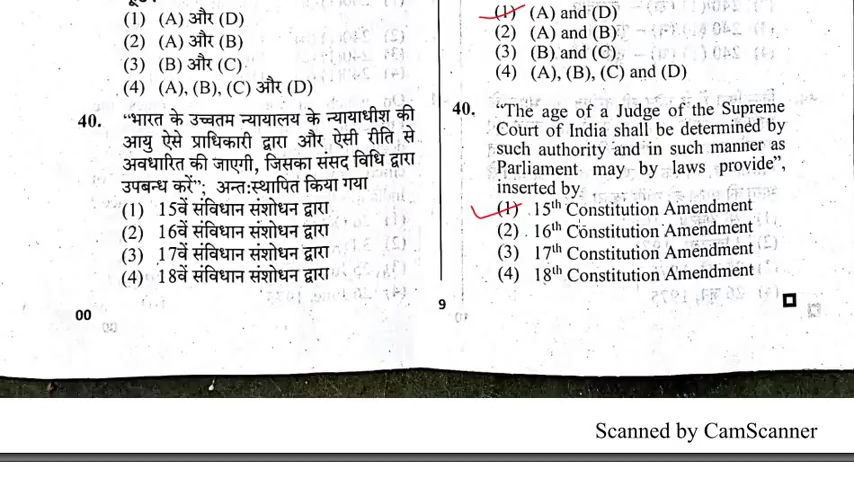 (1) (A) और (D)
(2) (A) और (B)
(3) (B) और (C)
(4) (A), (B), (C) और (D)
40. “भारत के उच्चतम न्यायालय के न्यायाधीश की
आयु ऐसे प्राधिकारी द्वारा और ऐसी रीति से
अवधारित की जाएगी, जिसका संसद विधि द्वारा
उपबन्ध करें”; अन्तःस्थापित किया गया
(1) 15वें संविधान संशोधन द्वारा
(2) 16वें संविधान संशोधन द्वारा
(3) 17वें संविधान संशोधन द्वारा
(4) 18वें संविधान संशोधन द्वारा
00
(1) (A) and (D)
(2) (A) and (B)
(3) (B) and (C)
(4) (A), (B), (C) and (D)
40. “The age of a Judge of the Supreme
Court of India shall be determined by
such authority and in such manner as
Parliament may by laws provide”,
inserted by
(1) 15th Constitution Amendment
(2) 16th Constitution Amendment
(3) 17th Constitution Amendment
(4) 18th Constitution Amendment
9
Scanned by CamScanner